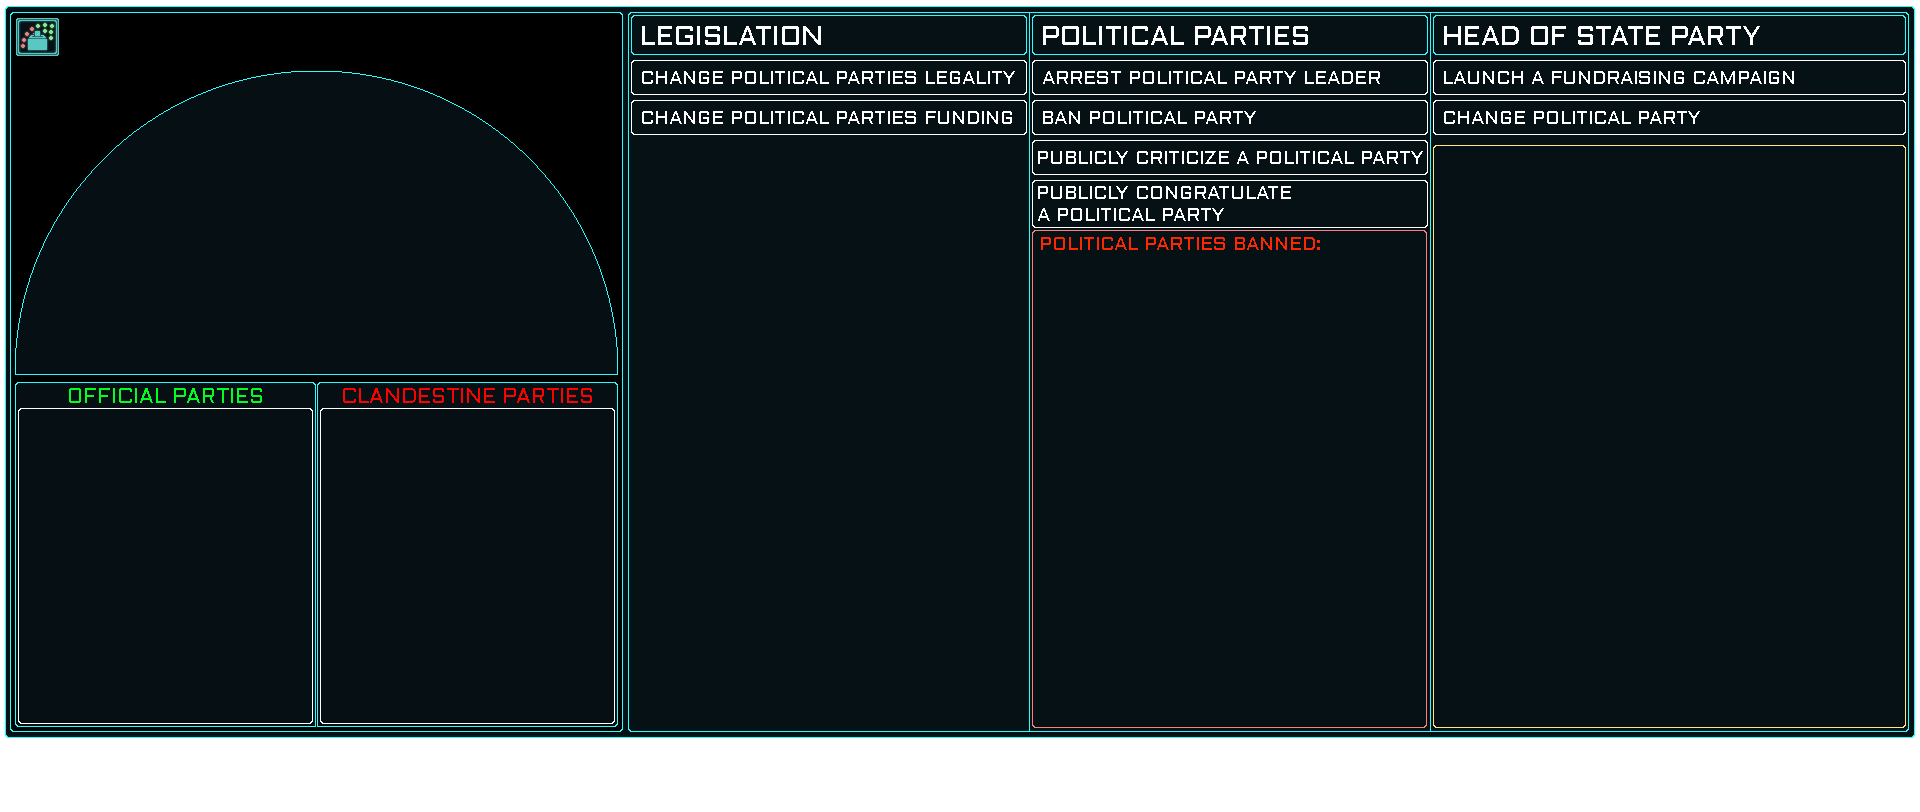 OFFICIAL PARTIES
CLANDESTINE PARTIES
LEGISLATION
CHANGE POLITICAL PARTIES LEGALITY
CHANGE POLITICAL PARTIES FUNDING
POLITICAL PARTIES
ARREST POLITICAL PARTY LEADER
BAN POLITICAL PARTY
PUBLICLY CRITICIZE A POLITICAL PARTY
PUBLICLY CONGRATULATE
A POLITICAL PARTY
POLITICAL PARTIES BANNED:
HEAD OF STATE PARTY
LAUNCH A FUNDRAISING CAMPAIGN
CHANGE POLITICAL PARTY